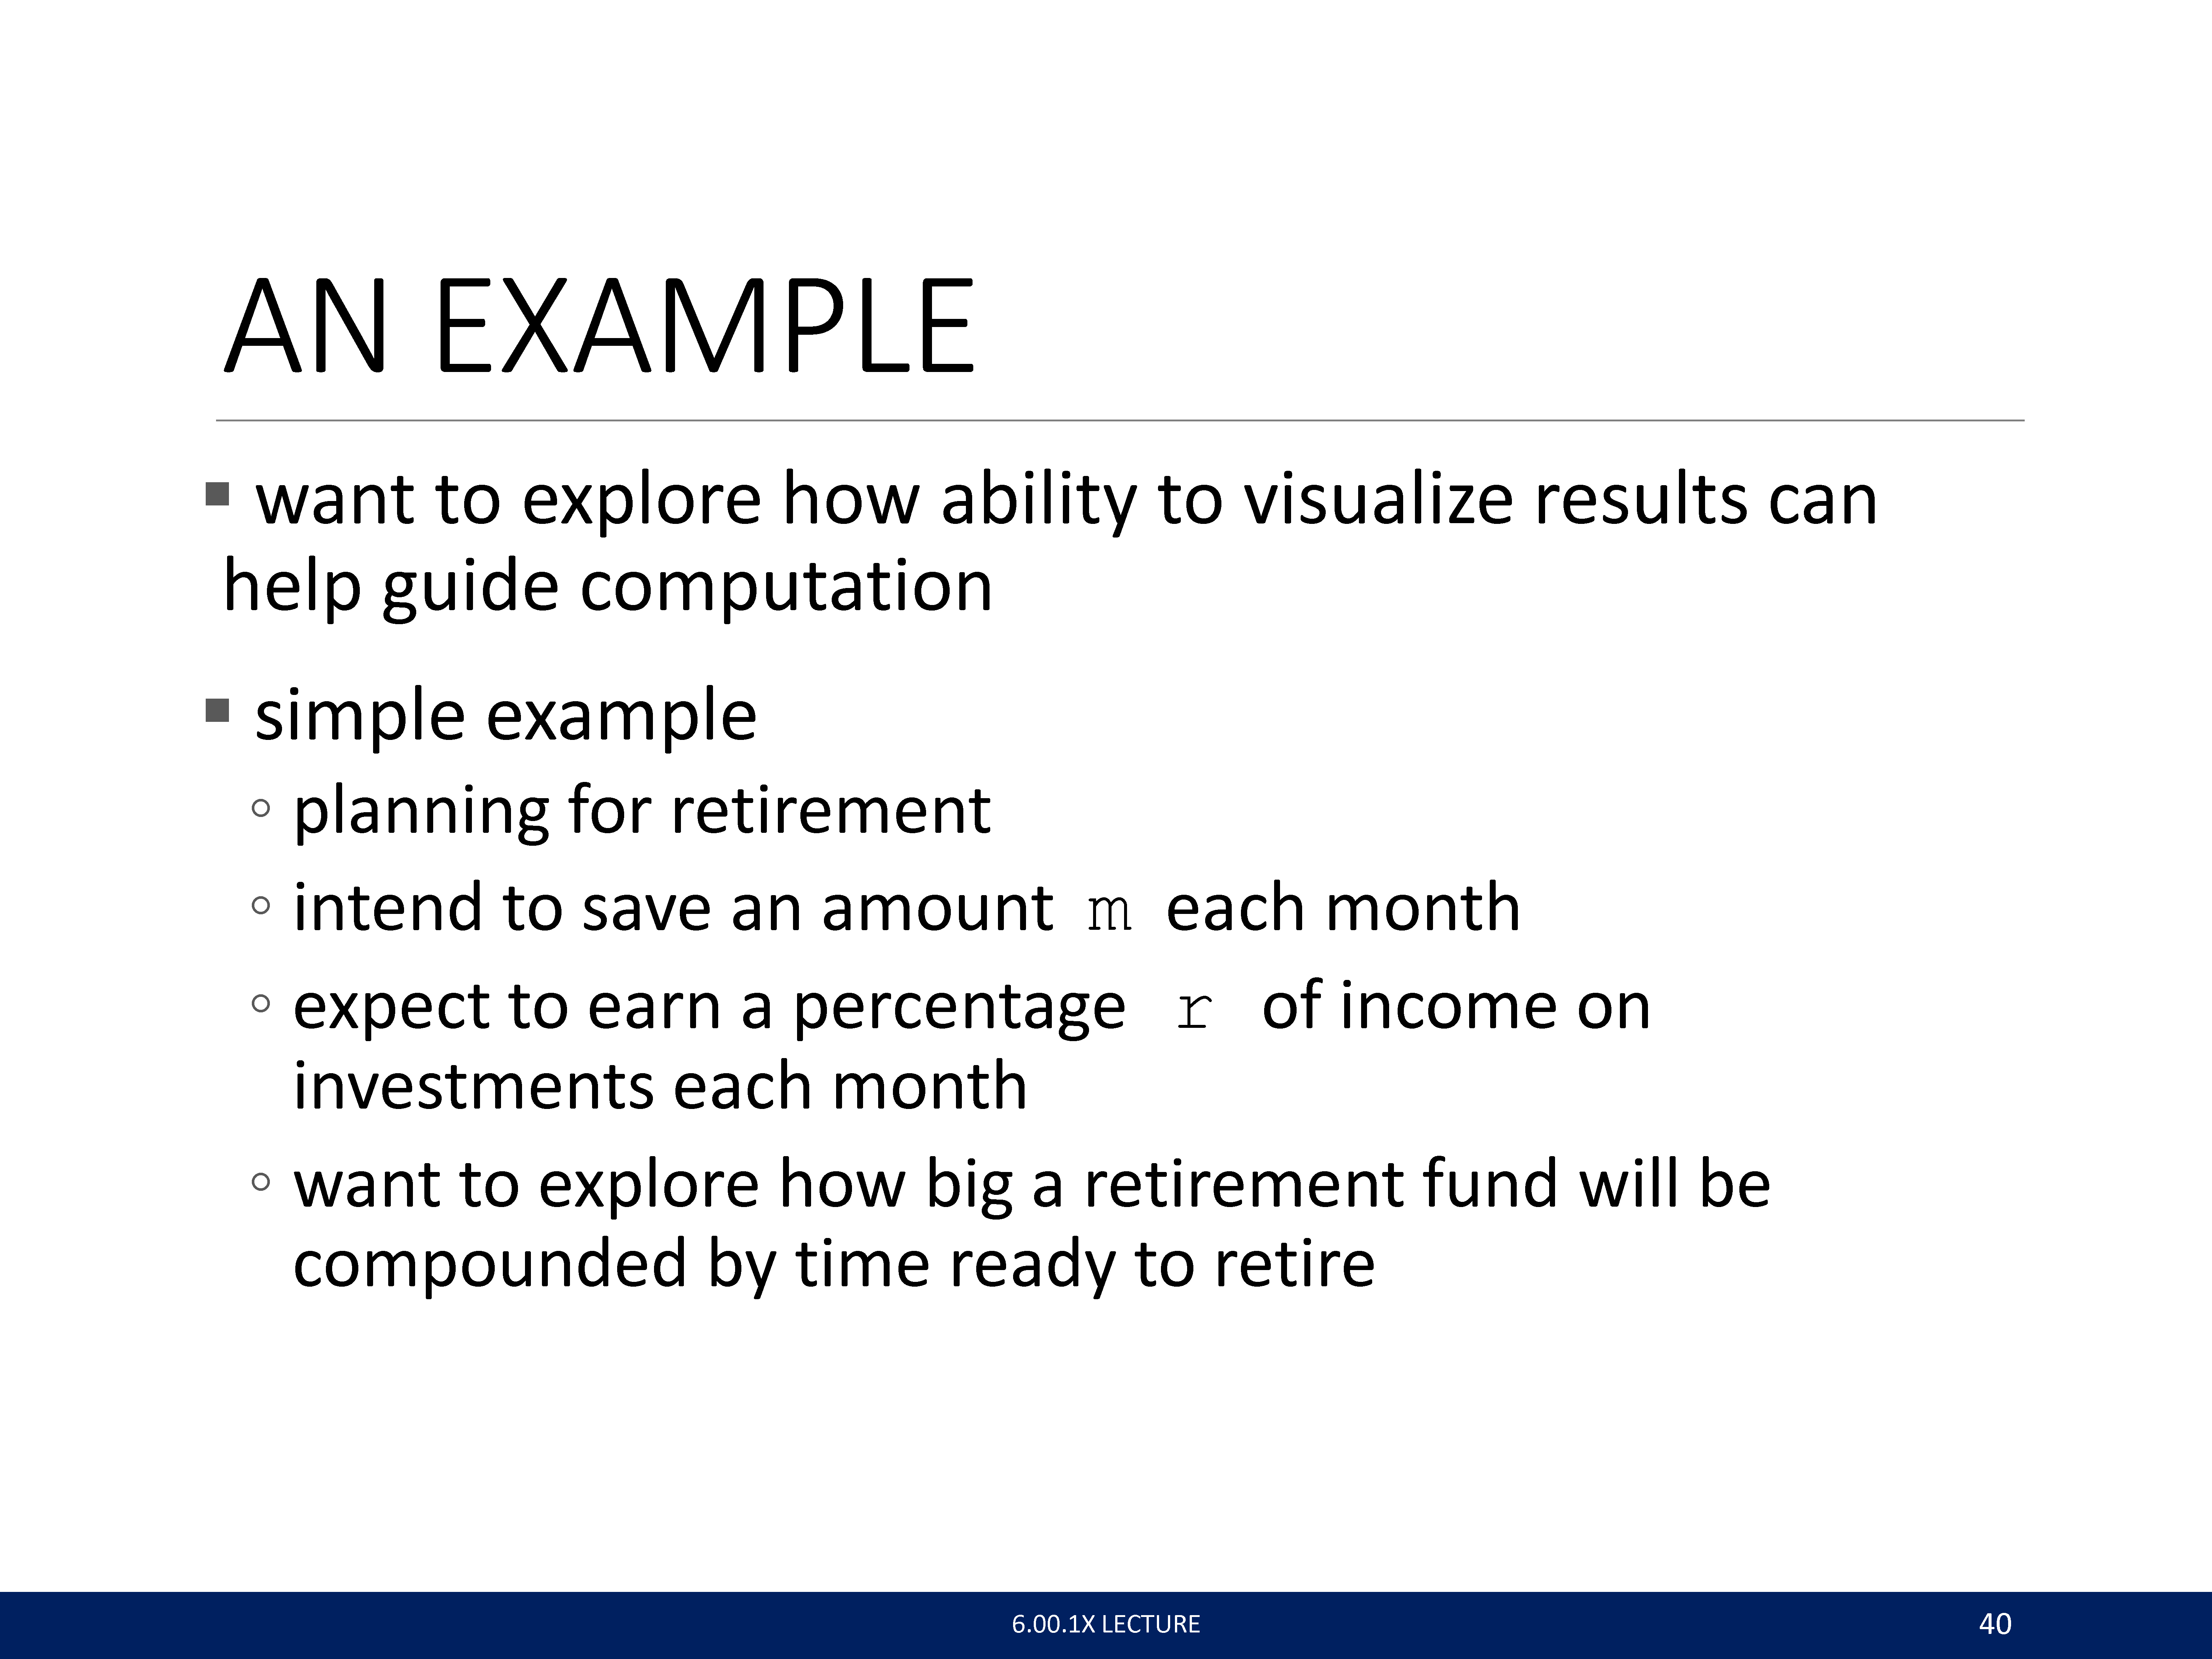 AN EXAMPLE
▪ want to explore how ability to visualize results can
help guide computation
▪ simple example
◦ planning for retirement
◦ intend to save an amount m each month
◦ expect to earn a percentage r of income on
investments each month
◦ want to explore how big a retirement fund will be
compounded by time ready to retire
6.00.1X LECTURE
40